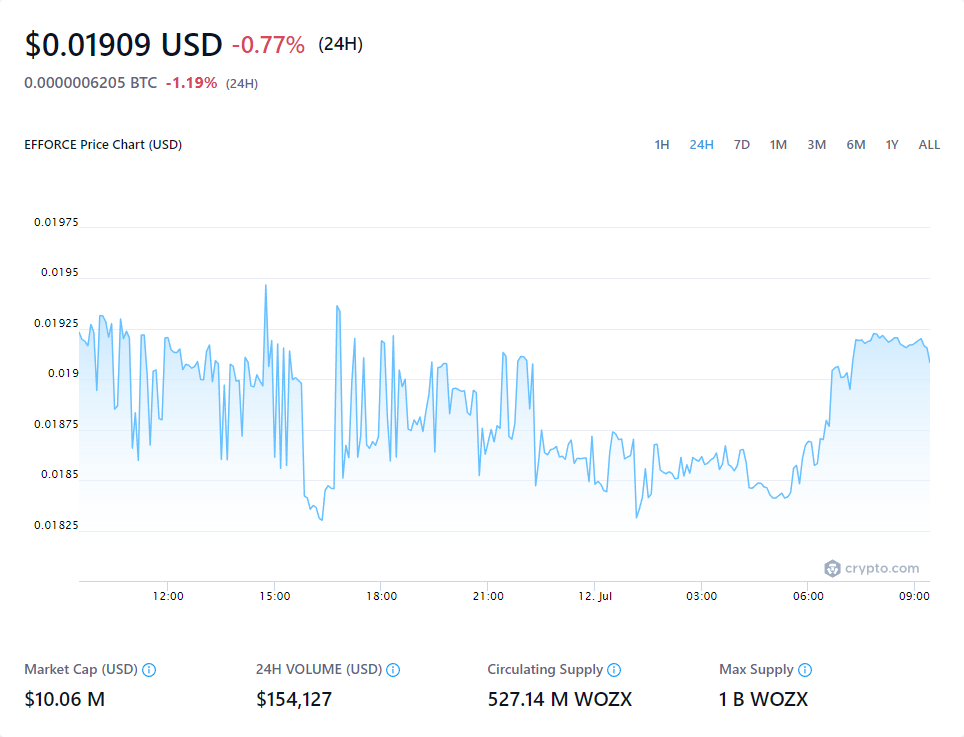 $0.01909 USD -0.77% (24H)
0.0000006205 BTC -1.19% (24H)
EFFORCE Price Chart (USD) 1H 24H 7D 1M 3M 6M 1Y ALL
0.01975
0.0195
0.01925
0.019
0.01875
0.0185
0.01825
crypto.com
12:00 15:00 18:00 21:00 12. Jul 03:00 06:00 09:00
Market Cap (USD) 24H VOLUME (USD) Circulating Supply Max Supply
$10.06 M $154,127 527.14 M WOZX 1 B WOZX